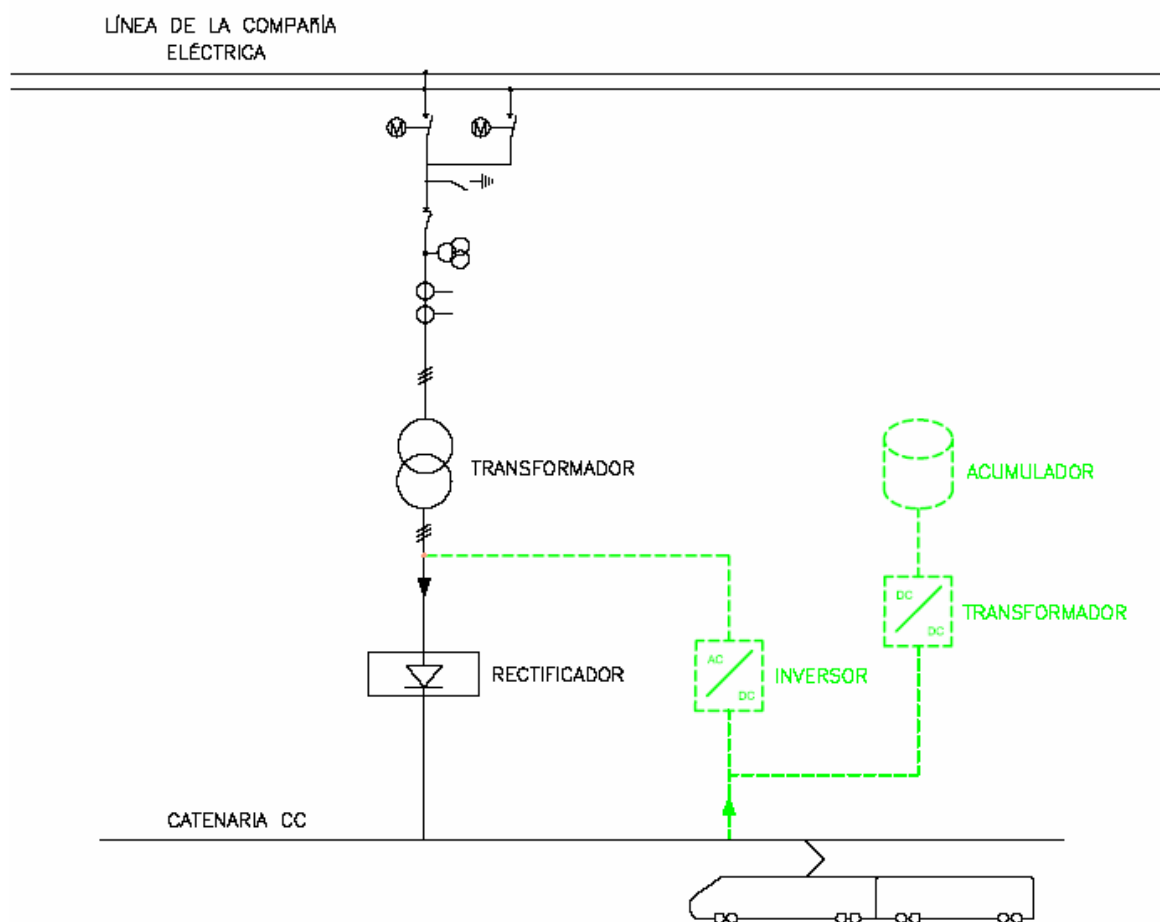 LÍNEA DE LA COMPAÑÍA
ELÉCTRICA
M
M
TRANSFORMADOR
ACUMULADOR
DC
DC
TRANSFORMADOR
RECTIFICADOR
AC
DC
INVERSOR
CATENARIA CC